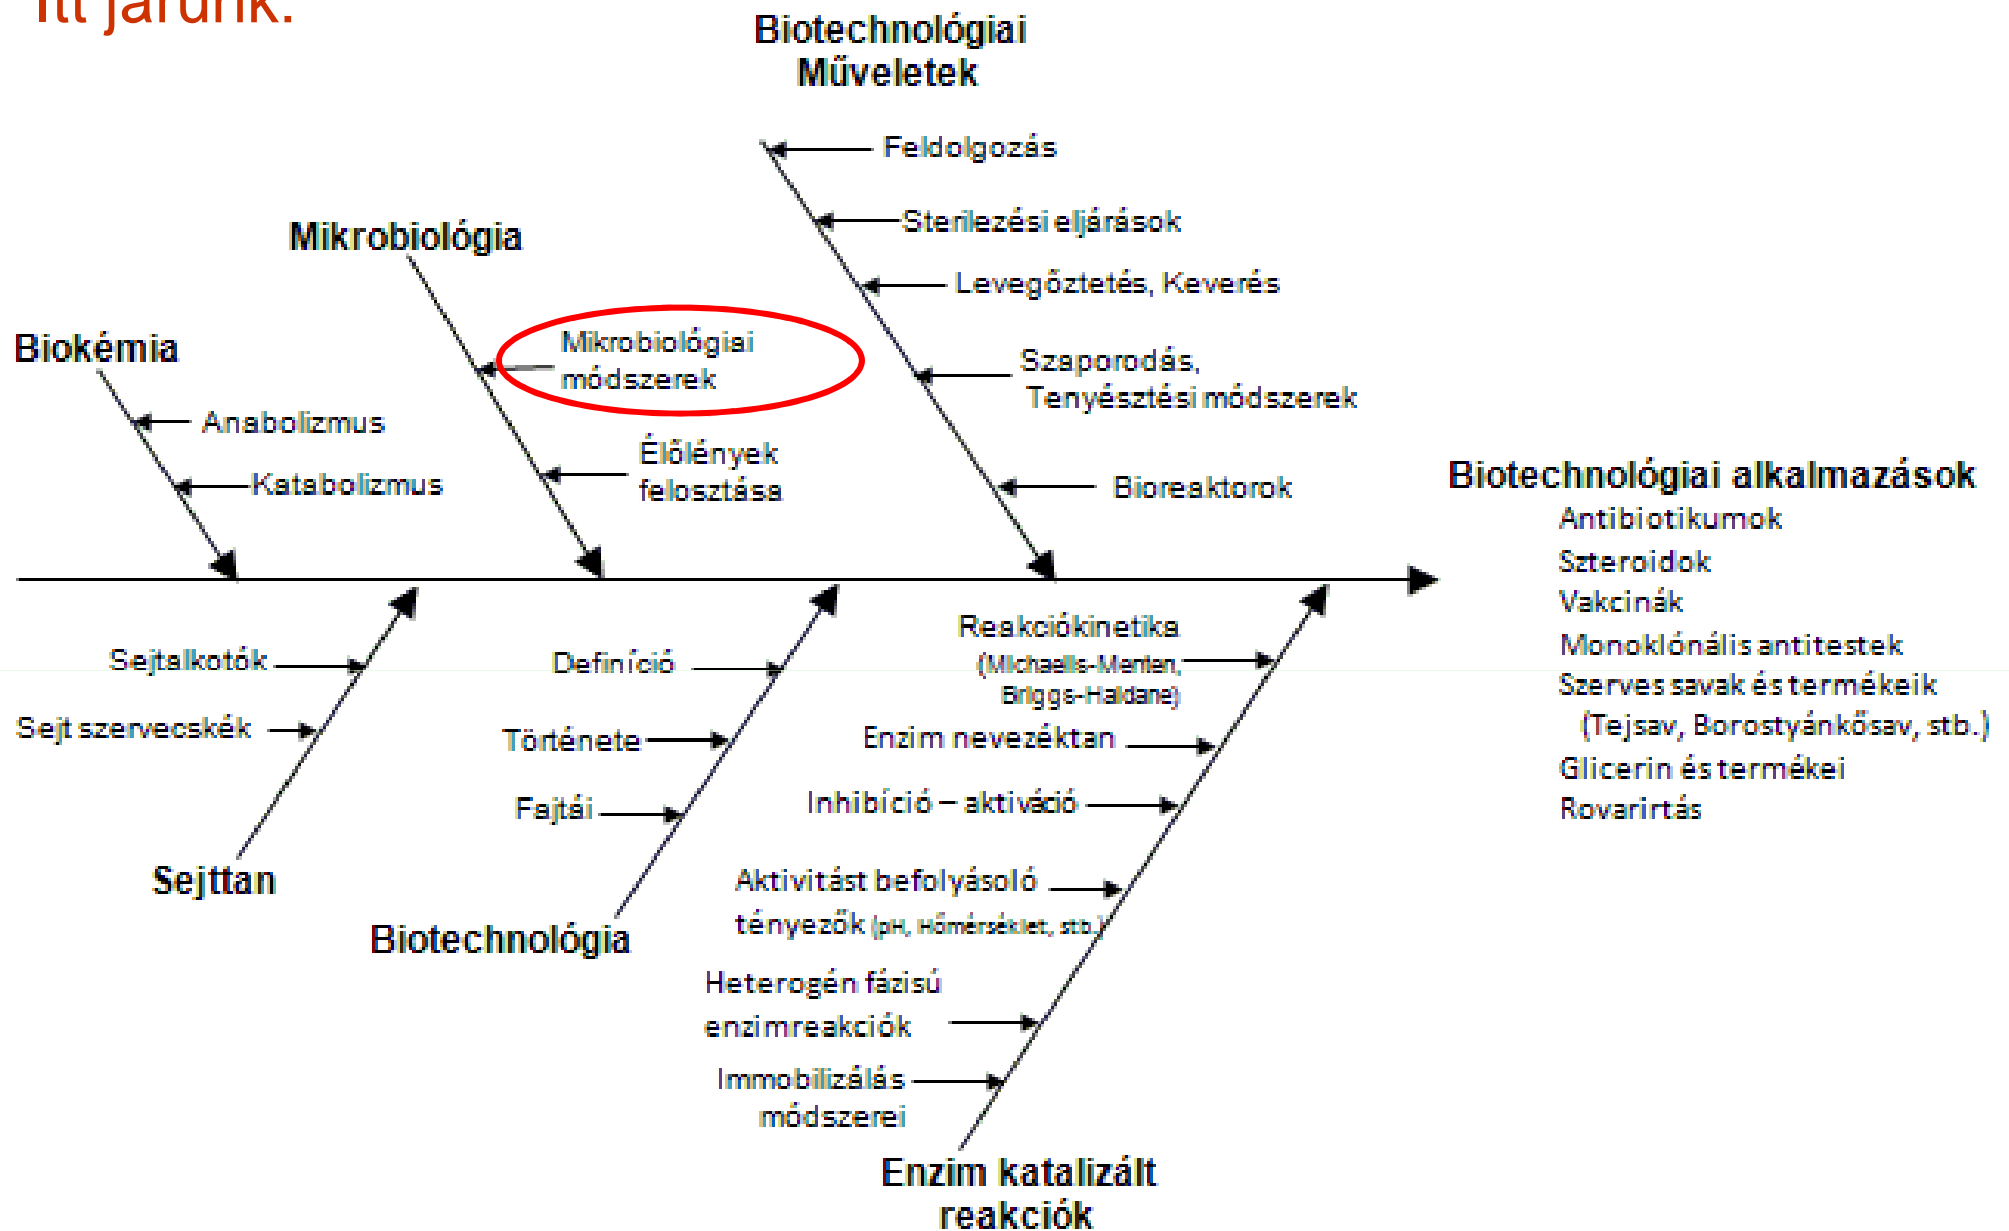 Itt járunk:
Biotechnológiai
Műveletek
Feldolgozás
Sterilezési eljárások
Levegőztetés, Keverés
Szaporodás,
Tenyésztési módszerek
Bioreaktorok
Mikrobiológia
Mikrobiológiai
módszerek
Élőlények
felosztása
Biokémia
Anabolizmus
Katabolizmus
Biotechnológiai alkalmazások
Antibiotikumok
Szteroidok
Vakcinák
Monoklónális antitestek
Szerves savak és termékeik
(Tejsav, Borostyánkősav, stb.)
Glicerin és termékei
Rovarirtás
Sejtalkotók
Sejt szervecskék
Sejttan
Definíció
Története
Fajtái
Biotechnológia
Reakciókinetika
(Michaelis-Menten,
Briggs-Haldane)
Enzim nevezéktan
Inhibíció – aktiváció
Aktivitást befolyásoló
tényezők (pH, Hőmérséklet, stb.)
Heterogén fázisú
enzimreakciók
Immobilizálás
módszerei
Enzim katalizált
reakciók